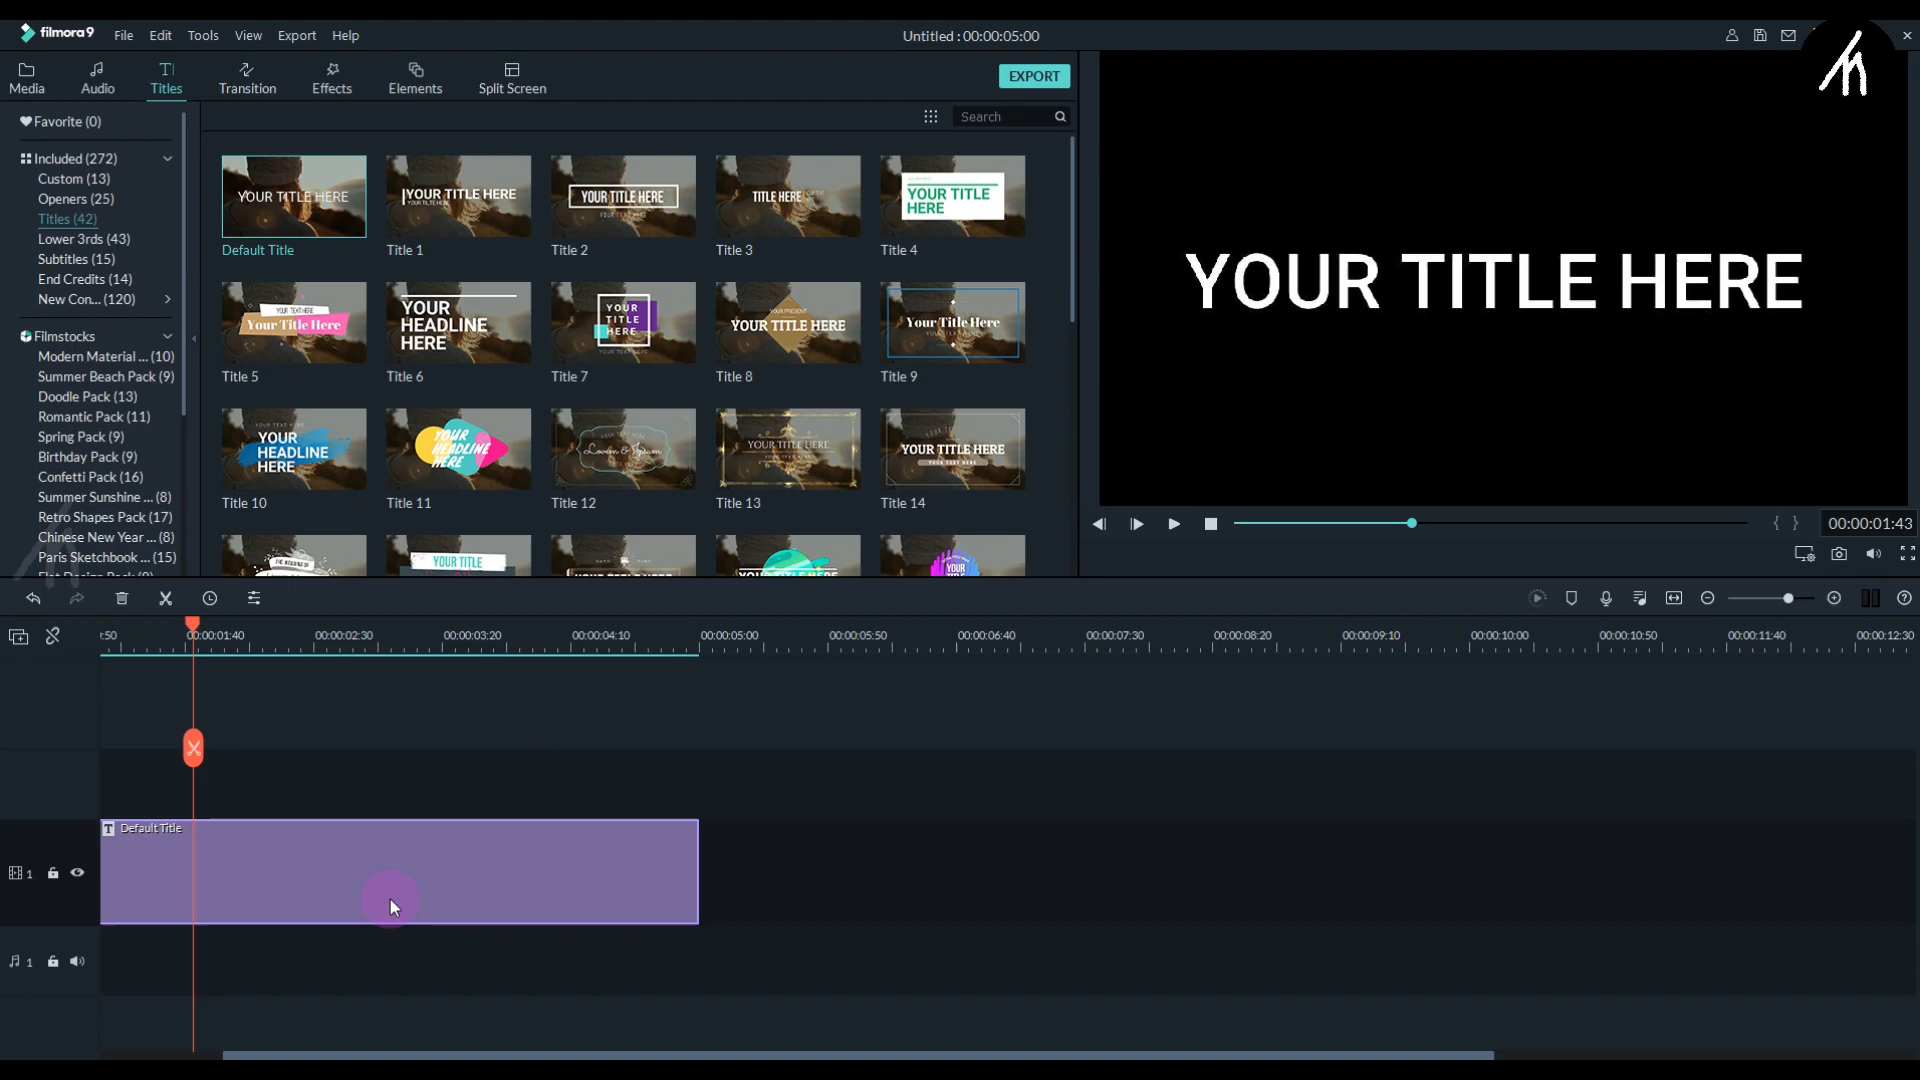 filmora9 File Edit Tools View Export Help
Untitled : 00:00:05:00
Media Audio Titles Transition Effects Elements Split Screen
EXPORT
Search
Favorite (0)
Included (272)
Custom (13)
Openers (25)
Titles (42)
Lower 3rds (43)
Subtitles (15)
End Credits (14)
New Con... (120)
Filmstocks
Modern Material ... (10)
Summer Beach Pack (9)
Doodle Pack (13)
Romantic Pack (11)
Spring Pack (9)
Birthday Pack (9)
Confetti Pack (16)
Summer Sunshine ... (8)
Retro Shapes Pack (17)
Chinese New Year ... (8)
Paris Sketchbook ... (15)
YOUR TITLE HERE
Default Title
YOUR TITLE HERE
Title 1
YOUR TITLE HERE
Title 2
TITLE HERE
Title 3
YOUR TITLE
HERE
Title 4
YOUR TEXT HERE
Your Title Here
Title 5
YOUR
HEADLINE
HERE
Title 6
YOUR
TITLE
HERE
Title 7
YOUR TITLE HERE
Title 8
Your Title Here
Title 9
YOUR
HEADLINE
HERE
Title 10
YOUR
HEADLINE
HERE
Title 11
Lorem & Ipsum
Title 12
YOUR TITLE HERE
Title 13
YOUR TITLE HERE
YOUR TEXT HERE
Title 14
THE WEDDING OF
YOUR TITLE
YOUR
YOUR TITLE HERE
00:00:01:43
:50 00:00:01:40 00:00:02:30 00:00:03:20 00:00:04:10 00:00:05:00 00:00:05:50 00:00:06:40 00:00:07:30 00:00:08:20 00:00:09:10 00:00:10:00 00:00:10:50 00:00:11:40 00:00:12:30
T Default Title
1
1